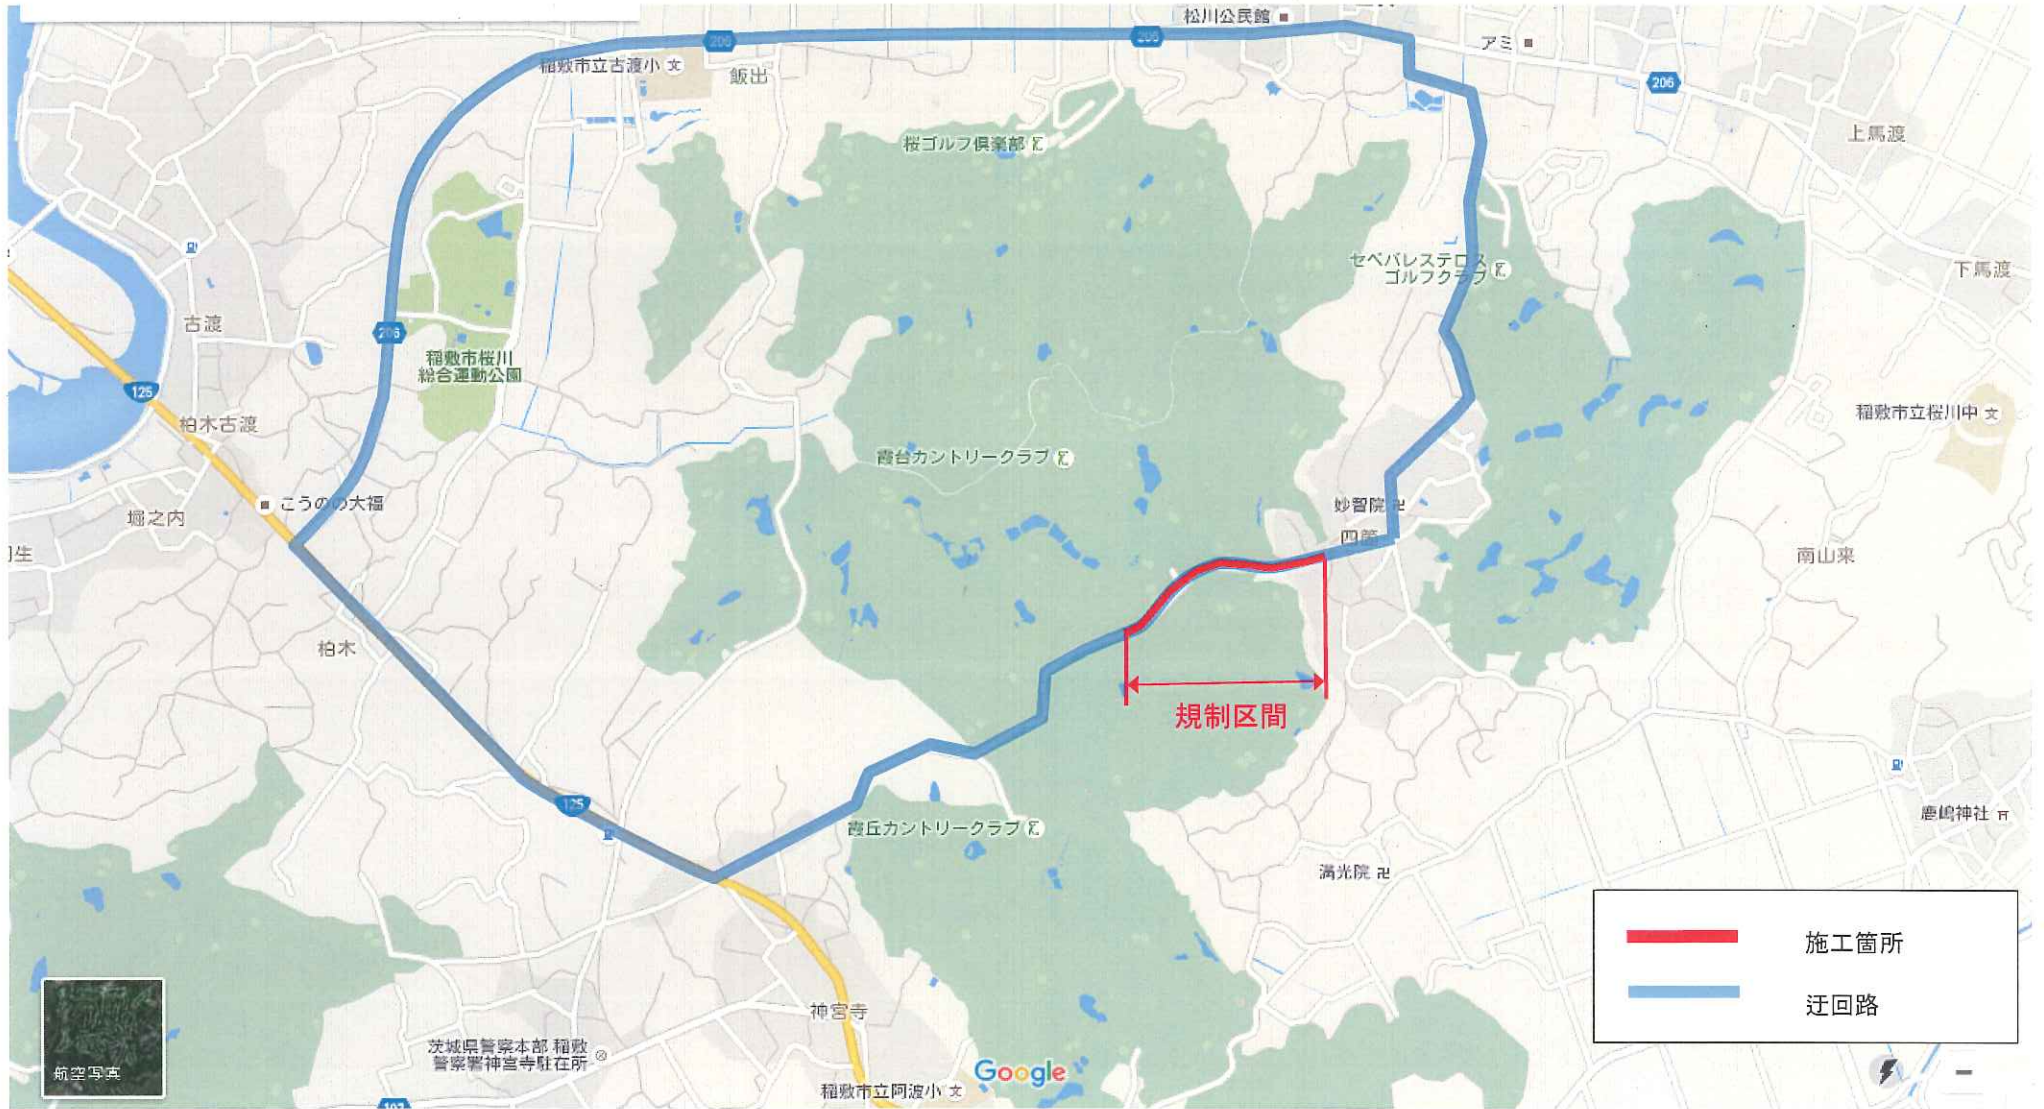 松川公民館
206
206
稲敷市立古渡小
文
飯出
アミ
206
桜ゴルフ倶楽部
上馬渡
セベバレステロス
ゴルフクラブ
下馬渡
古渡
206
稲敷市桜川
総合運動公園
125
柏木古渡
稲敷市立桜川中
文
霞台カントリークラブ
こうのの大福
堀之内
妙智院
卍
四箇
南山来
柏木
規制区間
125
霞丘カントリークラブ
鹿嶋神社
満光院
卍
施工箇所
迂回路
神宮寺
茨城県警察本部 稲敷
警察署神宮寺駐在所
航空写真
Google
稲敷市立阿波小
文